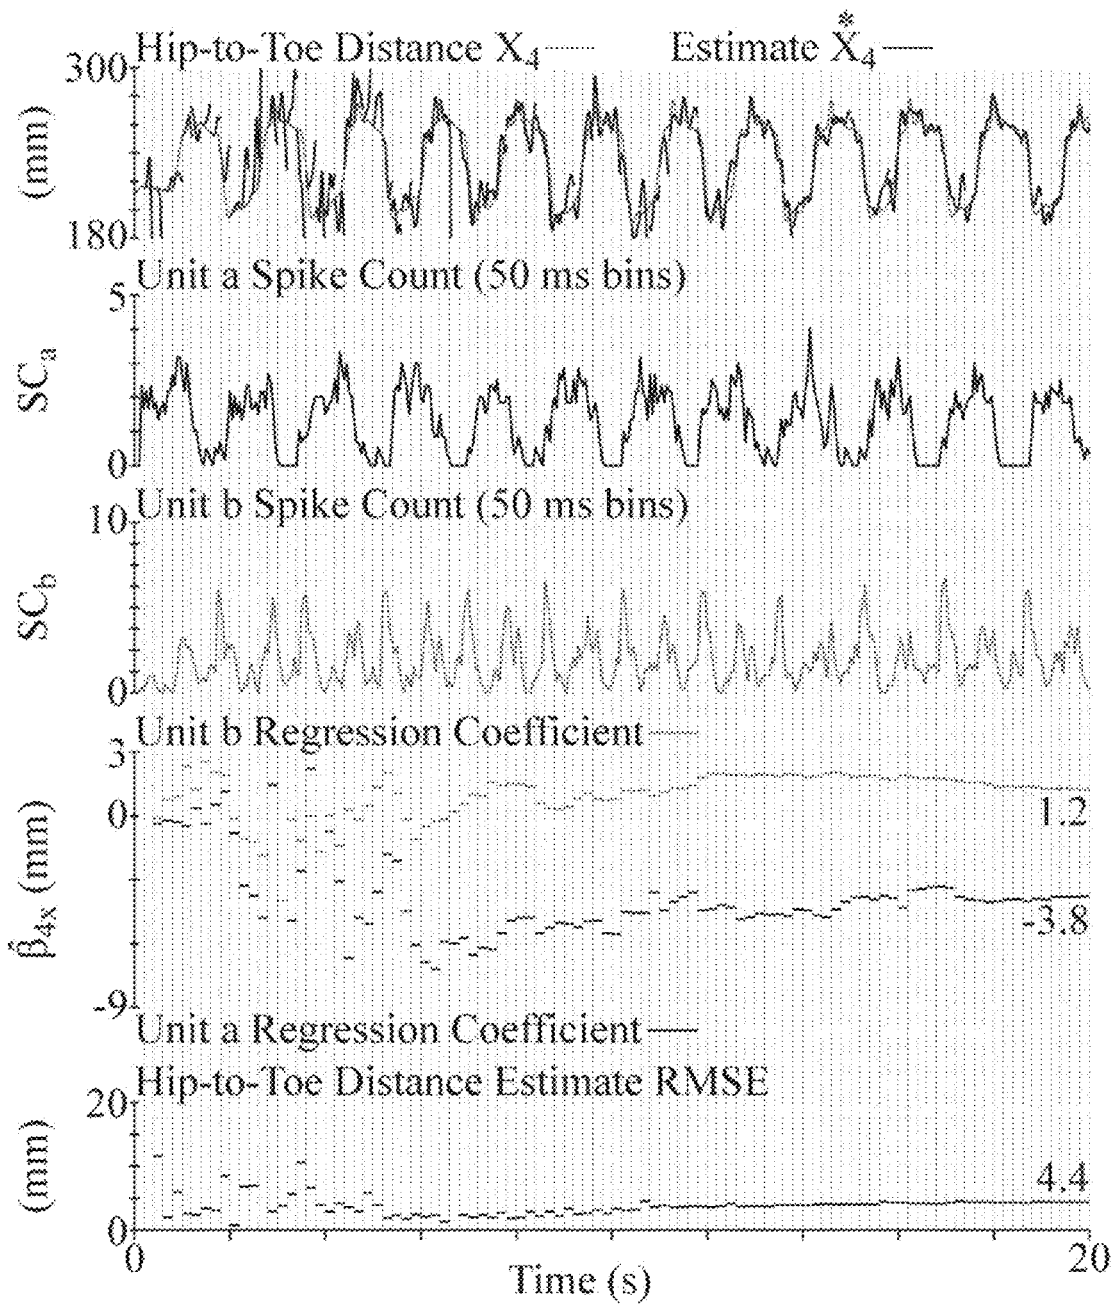 Hip-to-Toe Distance X4 Estimate X*4
300
(mm)
180
Unit a Spike Count (50 ms bins)
5
SCa
0
Unit b Spike Count (50 ms bins)
10
SCb
0
Unit b Regression Coefficient
3
0
1.2
β̂4x (mm)
-3.8
-9
Unit a Regression Coefficient
Hip-to-Toe Distance Estimate RMSE
20
(mm)
4.4
0
0 20
Time (s)